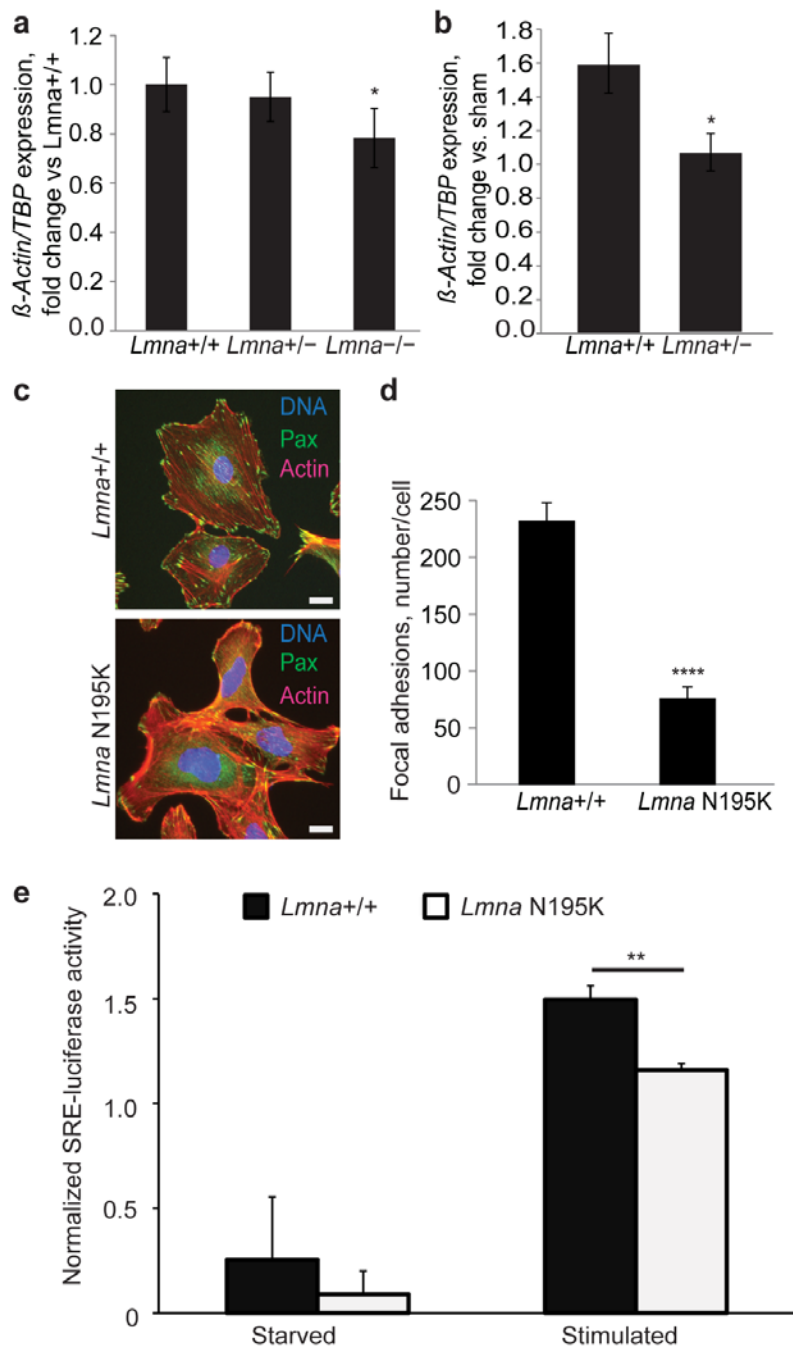 a
ß-Actin/TBP expression,
fold change vs Lmna+/+
1.2
1.0
0.8
0.6
0.4
0.2
0.0
*
Lmna+/+ Lmna+/− Lmna−/−
b
ß-Actin/TBP expression,
fold change vs. sham
1.8
1.6
1.4
1.2
1.0
1.8
1.6
0.4
0.2
0.0
*
Lmna+/+ Lmna+/−
c
Lmna+/+
DNA
Pax
Actin
Lmna N195K
DNA
Pax
Actin
d
Focal adhesions, number/cell
250
200
150
100
50
0
****
Lmna+/+ Lmna N195K
e
Normalized SRE-luciferase activity
2.0
1.5
1.0
0.5
0
Lmna+/+ Lmna N195K
**
Starved Stimulated